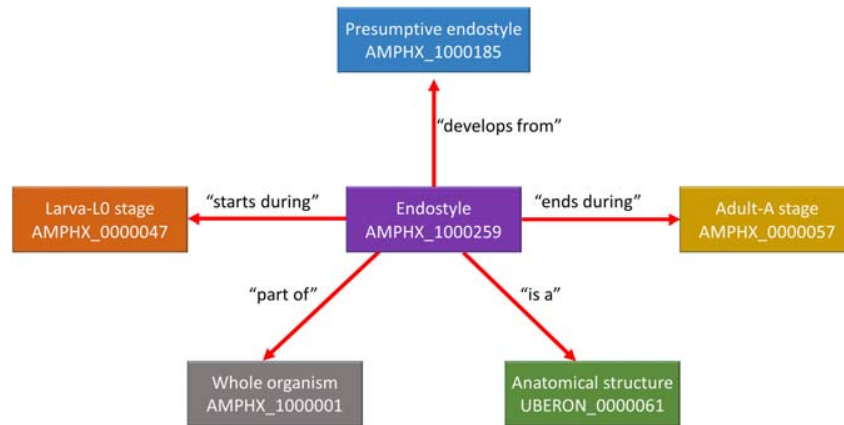 Presumptive endostyle
AMPHX_1000185
“develops from”
Larva-L0 stage
AMPHX_0000047
“starts during”
Endostyle
AMPHX_1000259
“ends during”
Adult-A stage
AMPHX_0000057
“part of”
“is a”
Whole organism
AMPHX_1000001
Anatomical structure
UBERON_0000061